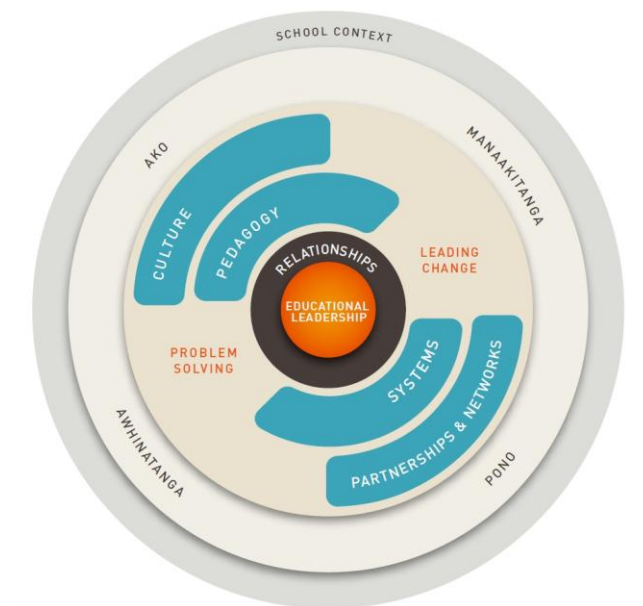 SCHOOL CONTEXT
AKO
MANAAKITANGA
CULTURE
PEDAGOGY
RELATIONSHIPS
LEADING
CHANGE
EDUCATIONAL
LEADERSHIP
PROBLEM
SOLVING
SYSTEMS
PARTNERSHIPS & NETWORKS
AWHINATANGA
PONO